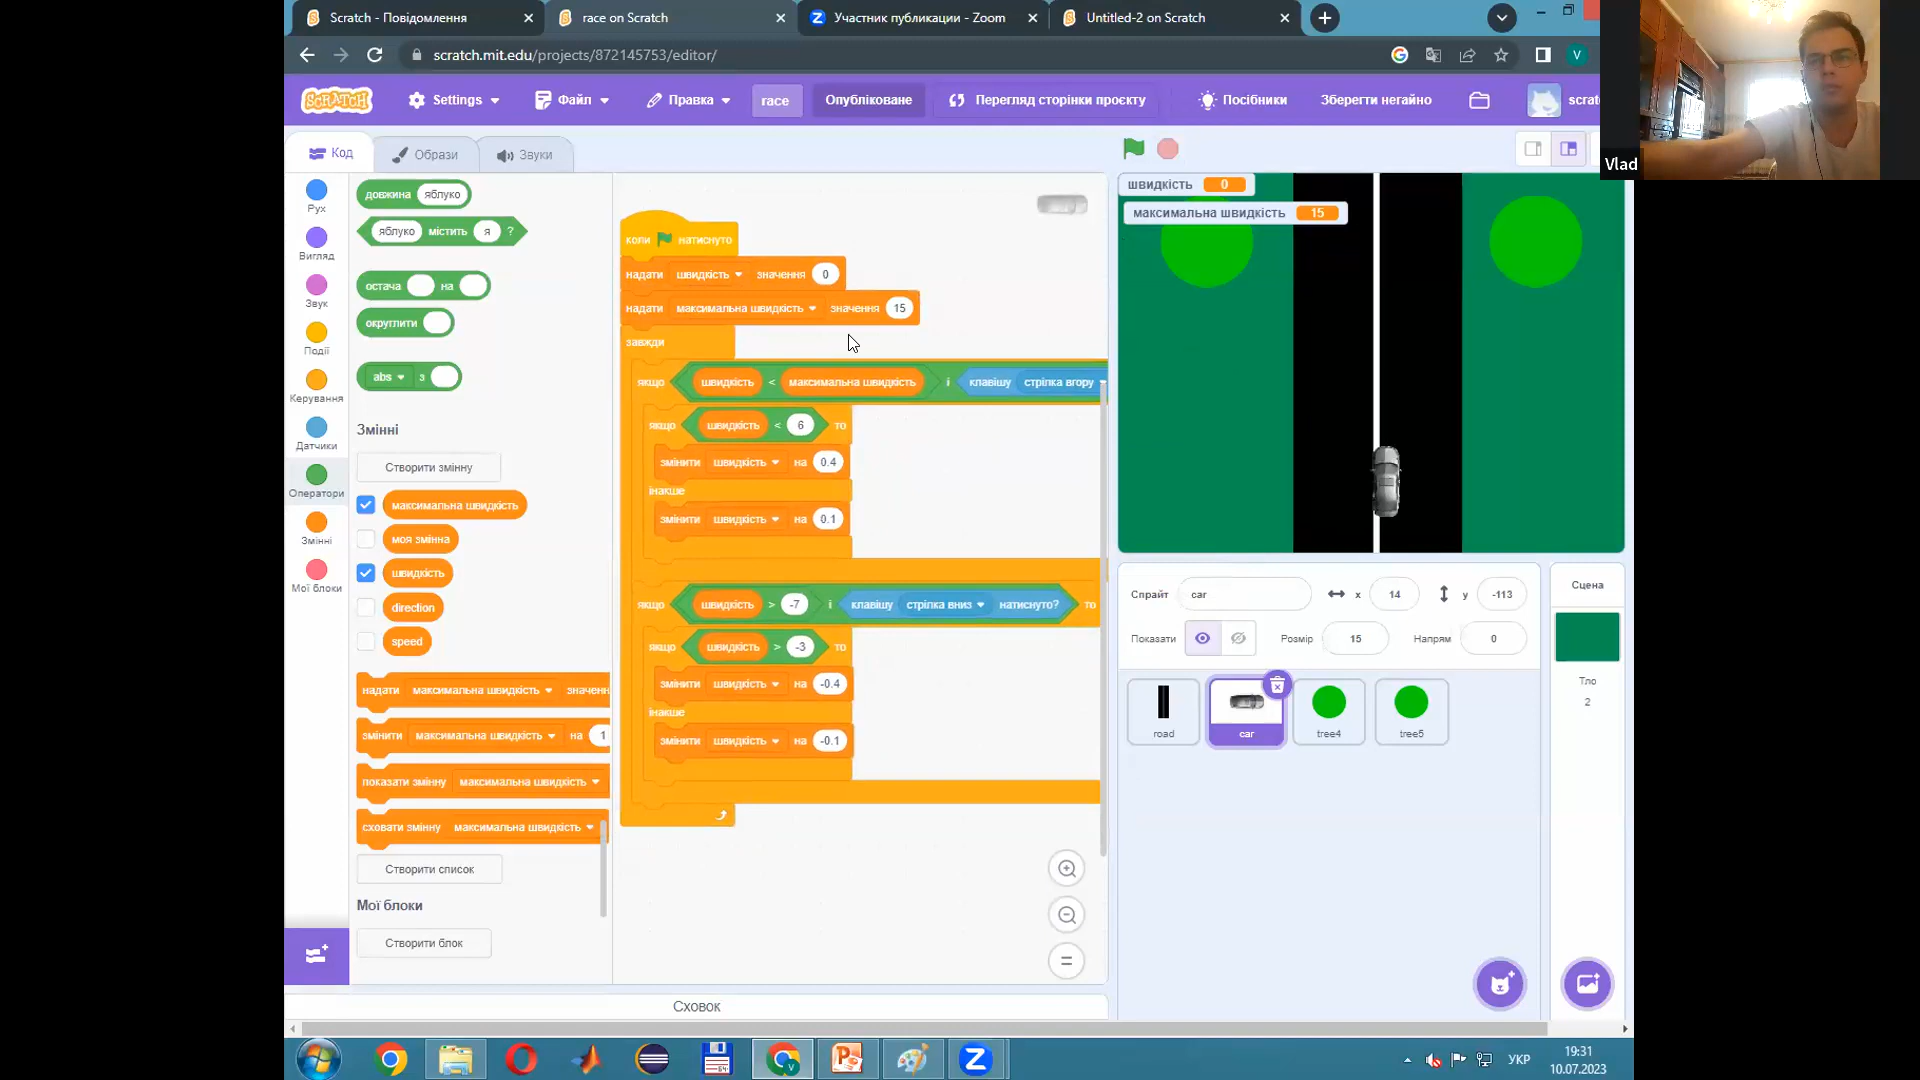 Scratch - Повідомлення
race on Scratch
Участник публикации - Zoom
Untitled-2 on Scratch
scratch.mit.edu/projects/872145753/editor/
V
SCRATCH
Settings
Файл
Правка
race
Опубліковане
Перегляд сторінки проєкту
Посібники
Зберегти негайно
scrat
Vlad
Код
Образи
Звуки
Рух
Вигляд
Звук
Події
Керування
Датчики
Оператори
Змінні
Мої блоки
довжина яблуко
яблуко містить я ?
остача на
округлити
abs з
Змінні
Створити змінну
максимальна швидкість
моя змінна
швидкість
direction
speed
надати максимальна швидкість значенн
змінити максимальна швидкість на 1
показати змінну максимальна швидкість
сховати змінну максимальна швидкість
Створити список
Мої блоки
Створити блок
коли натиснуто
надати швидкість значення 0
надати максимальна швидкість значення 15
завжди
якщо швидкість < максимальна швидкість і клавішу стрілка вгору
якщо швидкість < 6 то
змінити швидкість на 0.4
інакше
змінити швидкість на 0.1
якщо швидкість > -7 і клавішу стрілка вниз натиснуто? то
якщо швидкість > -3 то
змінити швидкість на -0.4
інакше
змінити швидкість на -0.1
Сховок
швидкість 0
максимальна швидкість 15
Спрайт car x 14 y -113
Показати Розмір 15 Напрям 0
road
car
tree4
tree5
Сцена
Тло
2
64
УКР
19:31
10.07.2023